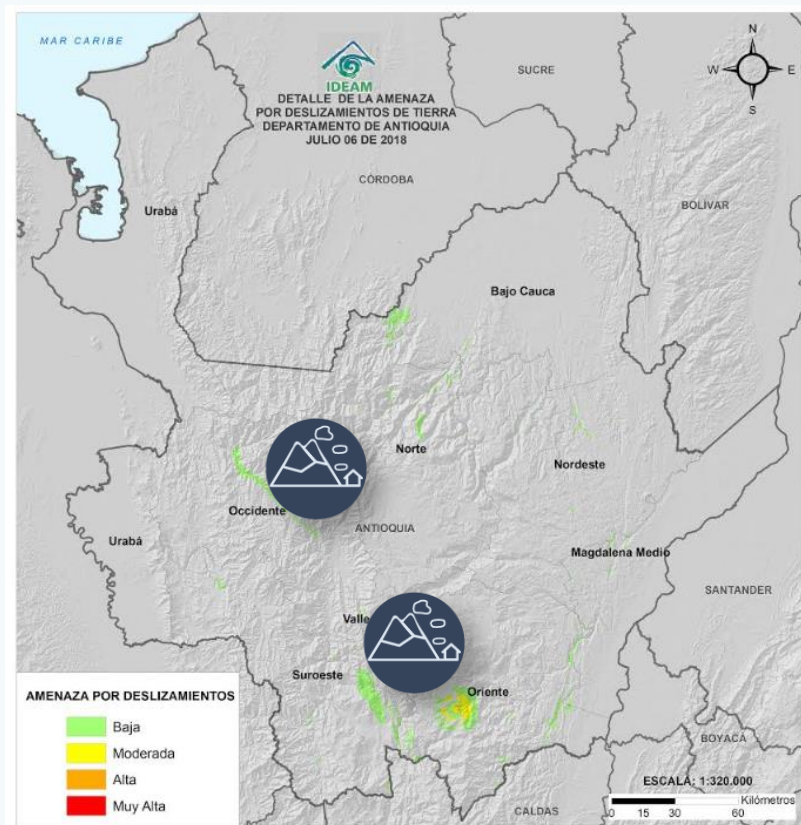 MAR CARIBE
N
W
E
S
IDEAM
DETALLE DE LA AMENAZA
POR DESLIZAMIENTOS DE TIERRA
DEPARTAMENTO DE ANTIOQUIA
JULIO 06 DE 2018
SUCRE
CÓRDOBA
BOLÍVAR
Urabá
Bajo Cauca
Norte
Nordeste
Occidente
ANTIOQUIA
Urabá
Magdalena Medio
SANTANDER
Valle
Suroeste
Oriente
AMENAZA POR DESLIZAMIENTOS
Baja
Moderada
Alta
Muy Alta
BOYACÁ
CALDAS
ESCALA: 1:320.000
Kilómetros
0 15 30 60